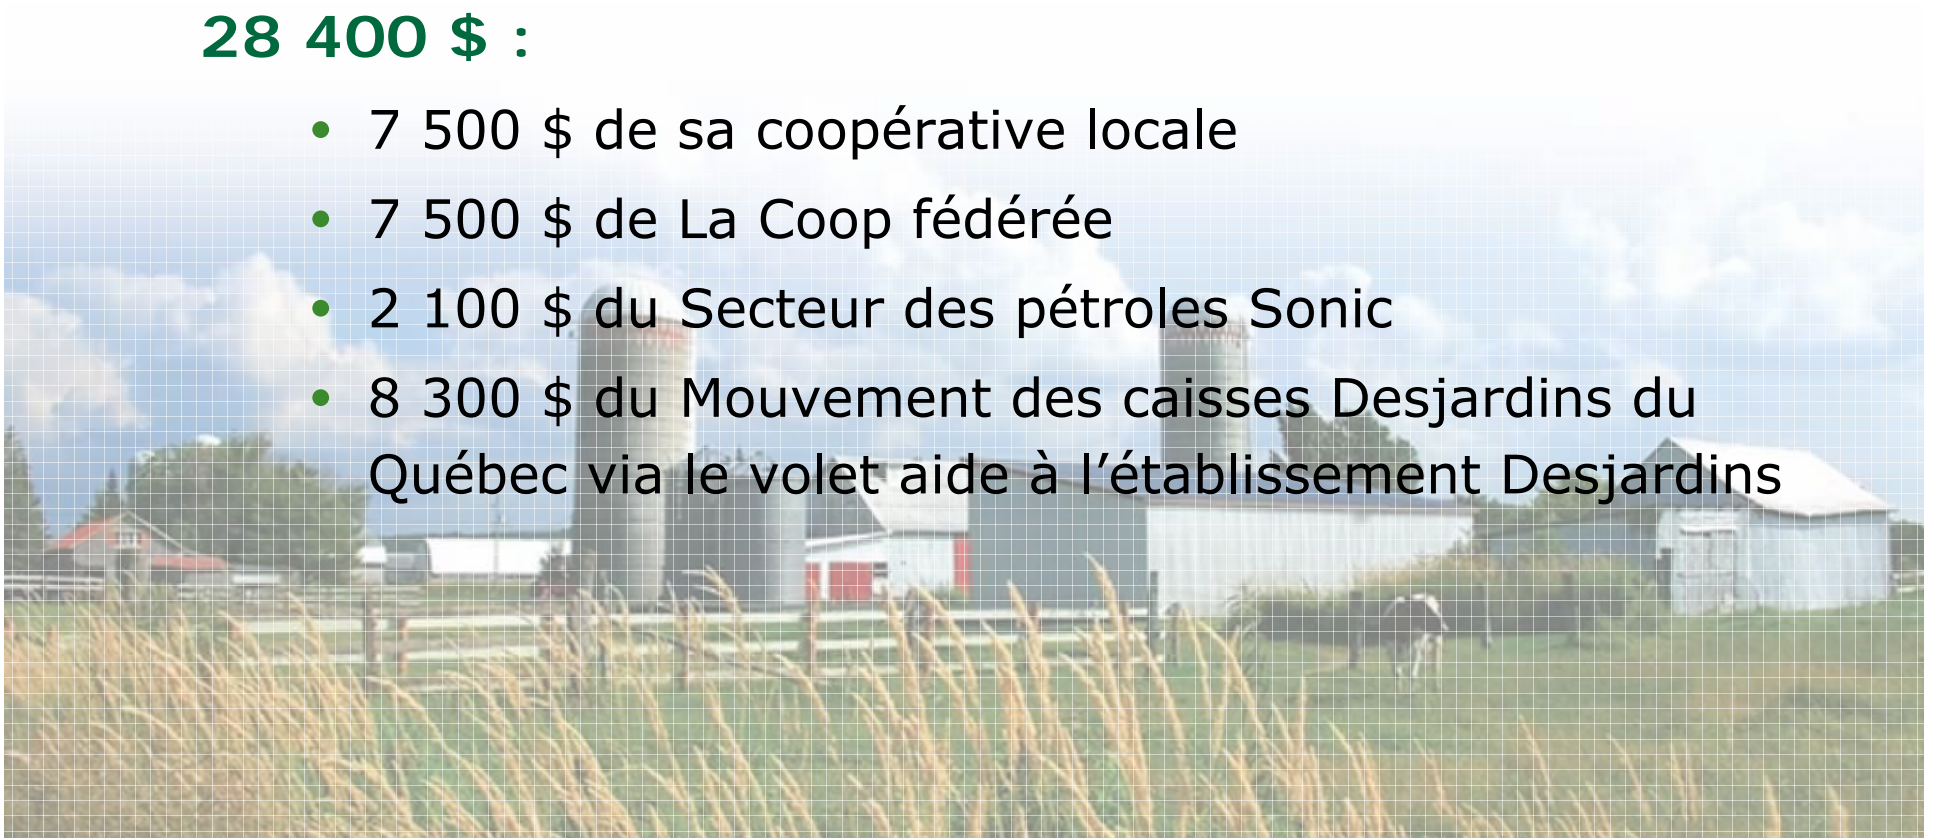 28 400 $ :
• 7 500 $ de sa coopérative locale
• 7 500 $ de La Coop fédérée
• 2 100 $ du Secteur des pétroles Sonic
• 8 300 $ du Mouvement des caisses Desjardins du
Québec via le volet aide à l’établissement Desjardins